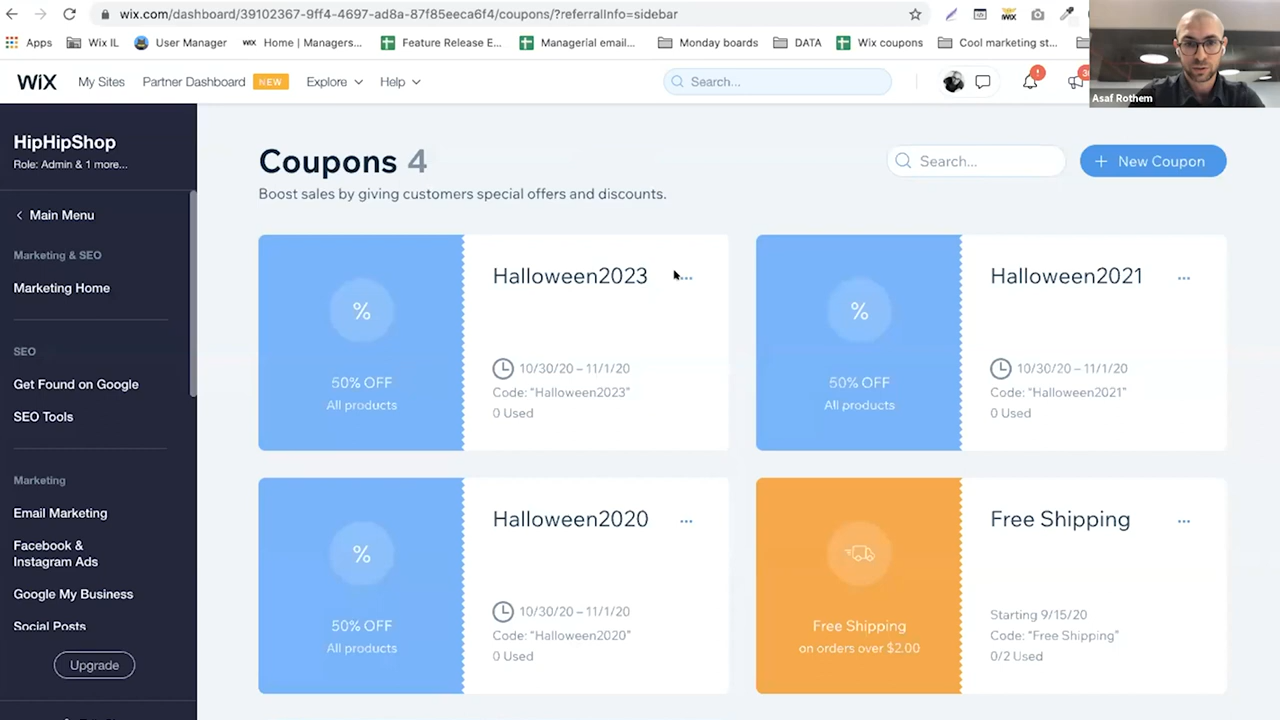 wix.com/dashboard/39102367-9ff4-4697-ad8a-87f85eeca6f4/coupons/?referralInfo=sidebar
Apps Wix IL User Manager WiX Home | Managers... Feature Release E... Managerial email... Monday boards DATA Wix coupons Cool marketing st...
WiX My Sites Partner Dashboard NEW Explore Help Search...
Asaf Rothem
HipHipShop
Role: Admin & 1 more...
Main Menu
Marketing & SEO
Marketing Home
SEO
Get Found on Google
SEO Tools
Marketing
Email Marketing
Facebook &
Instagram Ads
Google My Business
Social Posts
Upgrade
Coupons 4
Boost sales by giving customers special offers and discounts.
Search...
+ New Coupon
%
50% OFF
All products
Halloween2023
10/30/20 – 11/1/20
Code: “Halloween2023”
0 Used
%
50% OFF
All products
Halloween2021
10/30/20 – 11/1/20
Code: “Halloween2021”
0 Used
%
50% OFF
All products
Halloween2020
10/30/20 – 11/1/20
Code: “Halloween2020”
0 Used
Free Shipping
on orders over $2.00
Free Shipping
Starting 9/15/20
Code: “Free Shipping”
0/2 Used